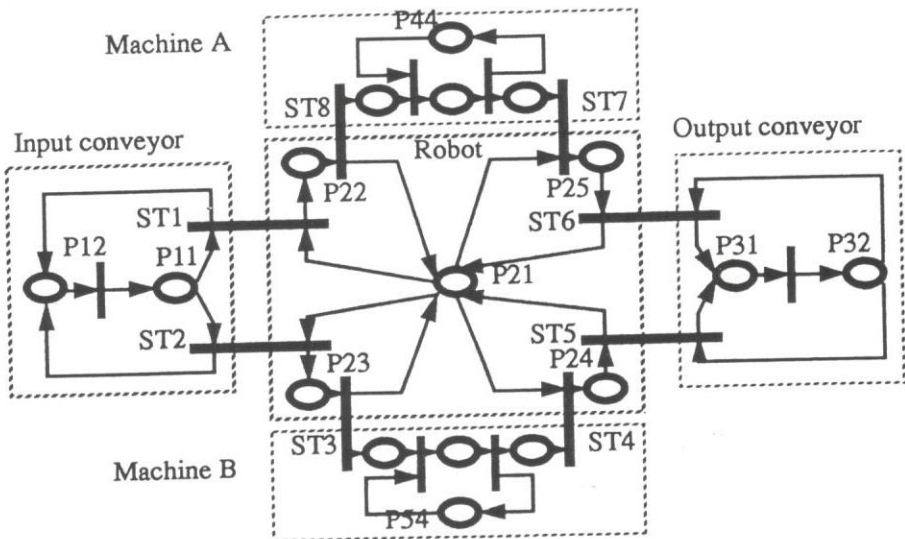 Machine A
P44
ST8
ST7
Input conveyor
Robot
Output conveyor
P22
P25
ST1
ST6
P12
P11
P21
P31
P32
ST2
P23
ST5
P24
ST3
ST4
Machine B
P54